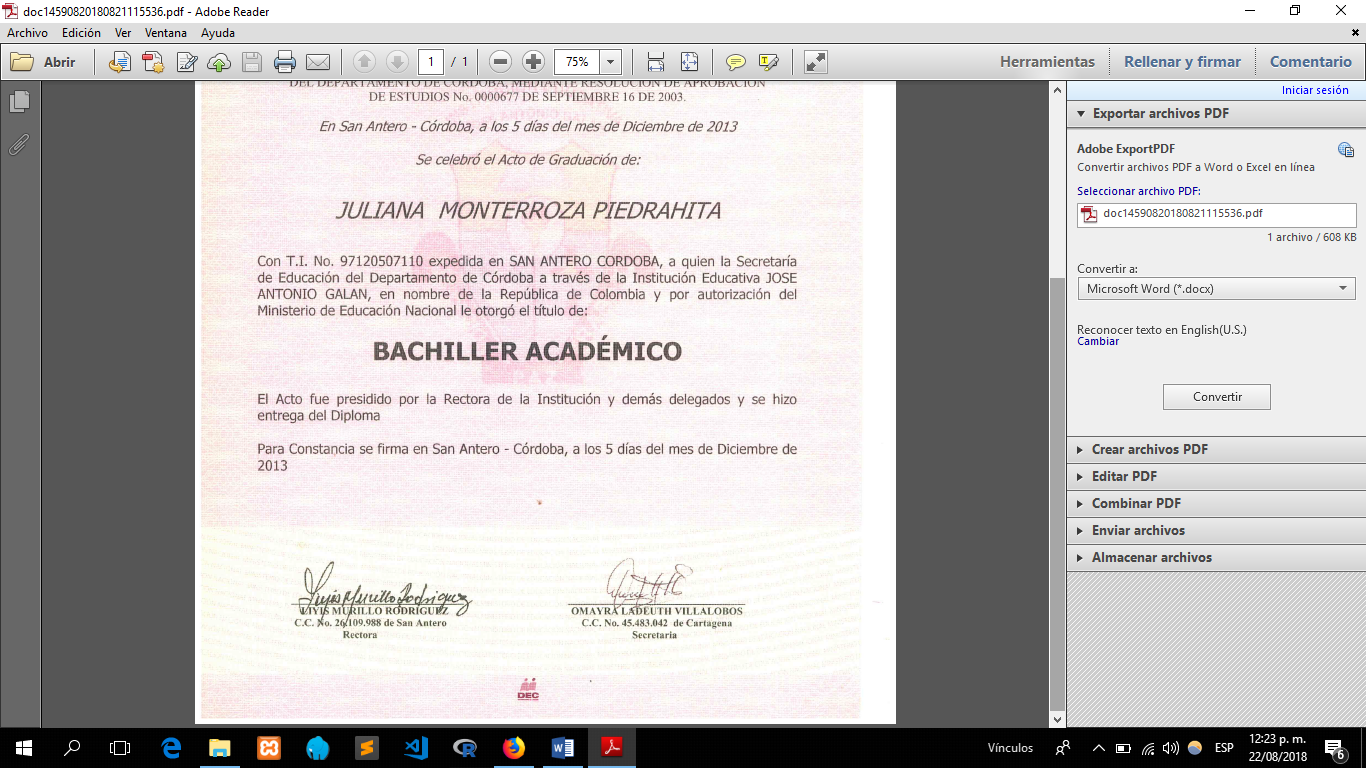 doc14590820180821115536.pdf - Adobe Reader
Archivo Edición Ver Ventana Ayuda
Abrir 1 / 1 75% Herramientas Rellenar y firmar Comentario
DEL DEPARTAMENTO DE CÓRDOBA, MEDIANTE RESOLUCIÓN DE APROBACIÓN
DE ESTUDIOS No. 0000677 DE SEPTIEMBRE 16 DE 2003.
En San Antero - Córdoba, a los 5 días del mes de Diciembre de 2013
Se celebró el Acto de Graduación de:
JULIANA MONTERROZA PIEDRAHITA
Con T.I. No. 97120507110 expedida en SAN ANTERO CORDOBA, a quien la Secretaría
de Educación del Departamento de Córdoba a través de la Institución Educativa JOSE
ANTONIO GALAN, en nombre de la República de Colombia y por autorización del
Ministerio de Educación Nacional le otorgó el título de:
BACHILLER ACADÉMICO
El Acto fue presidido por la Rectora de la Institución y demás delegados y se hizo
entrega del Diploma
Para Constancia se firma en San Antero - Córdoba, a los 5 días del mes de Diciembre de
2013
Liyis Murillo Rodriguez
LIYIS MURILLO RODRIGUEZ
C.C. No. 26,109.988 de San Antero
Rectora
OMAYRA LADEUTH VILLALOBOS
C.C. No. 45.483.042 de Cartagena
Secretaria
DEC
Iniciar sesión
Exportar archivos PDF
Adobe ExportPDF
Convertir archivos PDF a Word o Excel en línea
Seleccionar archivo PDF:
doc14590820180821115536.pdf
1 archivo / 608 KB
Convertir a:
Microsoft Word (*.docx)
Reconocer texto en English(U.S.)
Cambiar
Convertir
Crear archivos PDF
Editar PDF
Combinar PDF
Enviar archivos
Almacenar archivos
Vínculos ESP 12:23 p. m.
22/08/2018
6